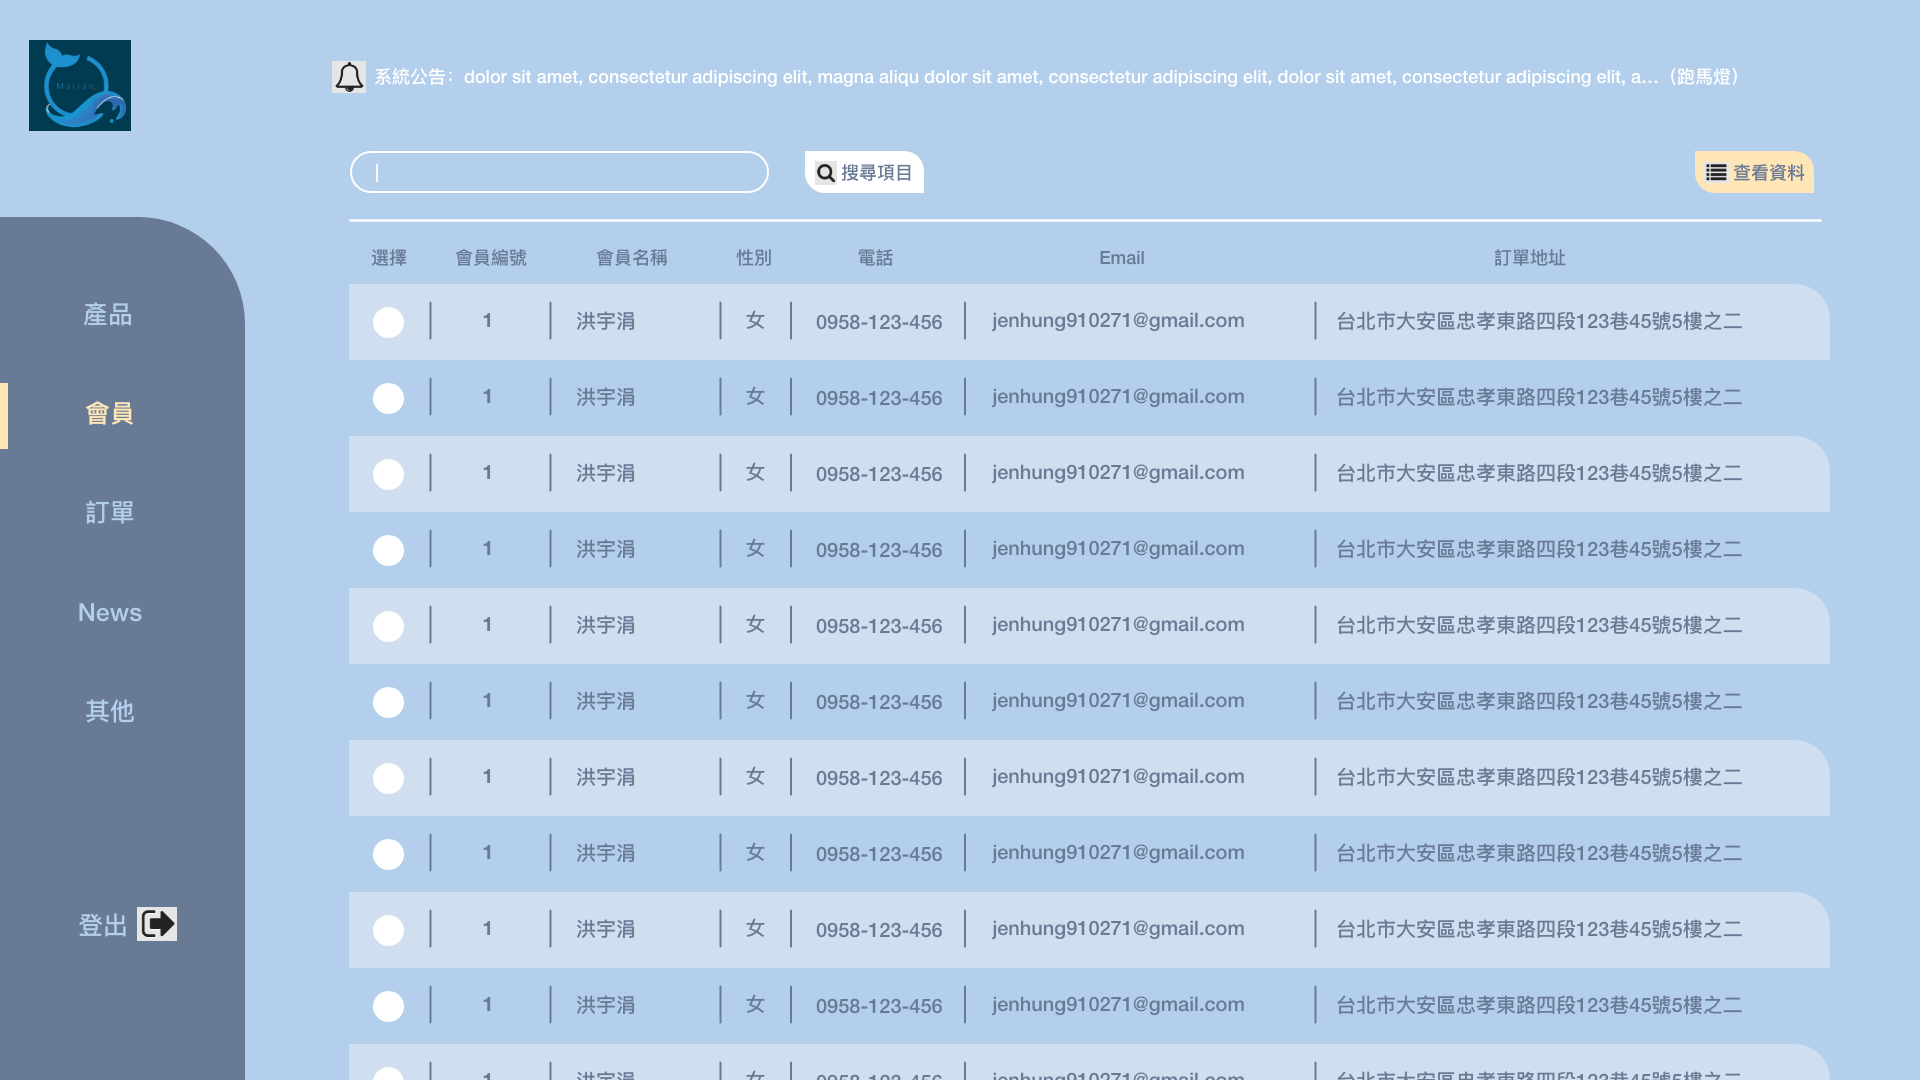 Marian.
系統公告：dolor sit amet, consectetur adipiscing elit, magna aliqu dolor sit amet, consectetur adipiscing elit, dolor sit amet, consectetur adipiscing elit, a...（跑馬燈）
搜尋項目
查看資料
產品
會員
訂單
News
其他
登出
選擇 會員編號 會員名稱 性別 電話 Email 訂單地址
1 洪宇涓 女 0958-123-456 jenhung910271@gmail.com 台北市大安區忠孝東路四段123巷45號5樓之二
1 洪宇涓 女 0958-123-456 jenhung910271@gmail.com 台北市大安區忠孝東路四段123巷45號5樓之二
1 洪宇涓 女 0958-123-456 jenhung910271@gmail.com 台北市大安區忠孝東路四段123巷45號5樓之二
1 洪宇涓 女 0958-123-456 jenhung910271@gmail.com 台北市大安區忠孝東路四段123巷45號5樓之二
1 洪宇涓 女 0958-123-456 jenhung910271@gmail.com 台北市大安區忠孝東路四段123巷45號5樓之二
1 洪宇涓 女 0958-123-456 jenhung910271@gmail.com 台北市大安區忠孝東路四段123巷45號5樓之二
1 洪宇涓 女 0958-123-456 jenhung910271@gmail.com 台北市大安區忠孝東路四段123巷45號5樓之二
1 洪宇涓 女 0958-123-456 jenhung910271@gmail.com 台北市大安區忠孝東路四段123巷45號5樓之二
1 洪宇涓 女 0958-123-456 jenhung910271@gmail.com 台北市大安區忠孝東路四段123巷45號5樓之二
1 洪宇涓 女 0958-123-456 jenhung910271@gmail.com 台北市大安區忠孝東路四段123巷45號5樓之二